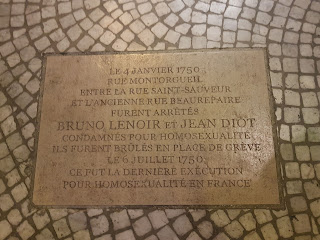 LE 4 JANVIER 1750
RUE MONTORGUEIL
ENTRE LA RUE SAINT-SAUVEUR
ET L'ANCIENNE RUE BEAUREPAIRE
FURENT ARRÊTÉS
BRUNO LENOIR ET JEAN DIOT
CONDAMNÉS POUR HOMOSEXUALITÉ
ILS FURENT BRÛLÉS EN PLACE DE GRÈVE
LE 6 JUILLET 1750
CE FUT LA DERNIÈRE EXÉCUTION
POUR HOMOSEXUALITÉ EN FRANCE